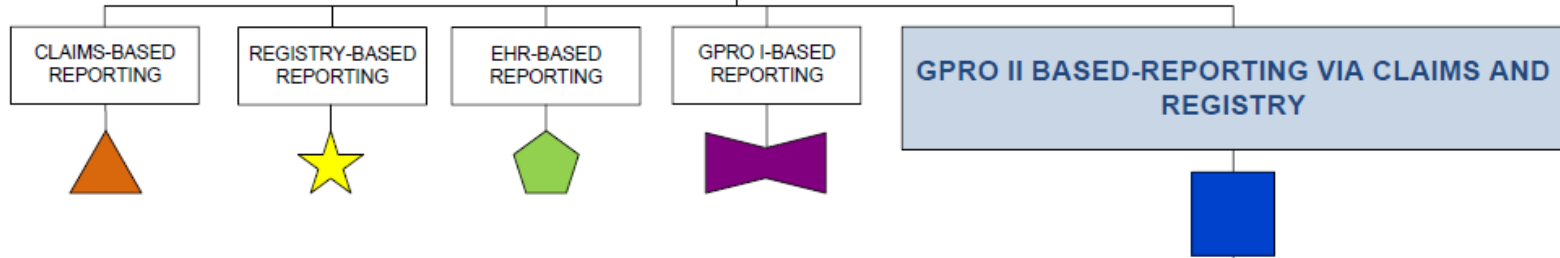 CLAIMS-BASED
REPORTING
REGISTRY-BASED
REPORTING
EHR-BASED
REPORTING
GPRO I-BASED
REPORTING
GPRO II BASED-REPORTING VIA CLAIMS AND
REGISTRY